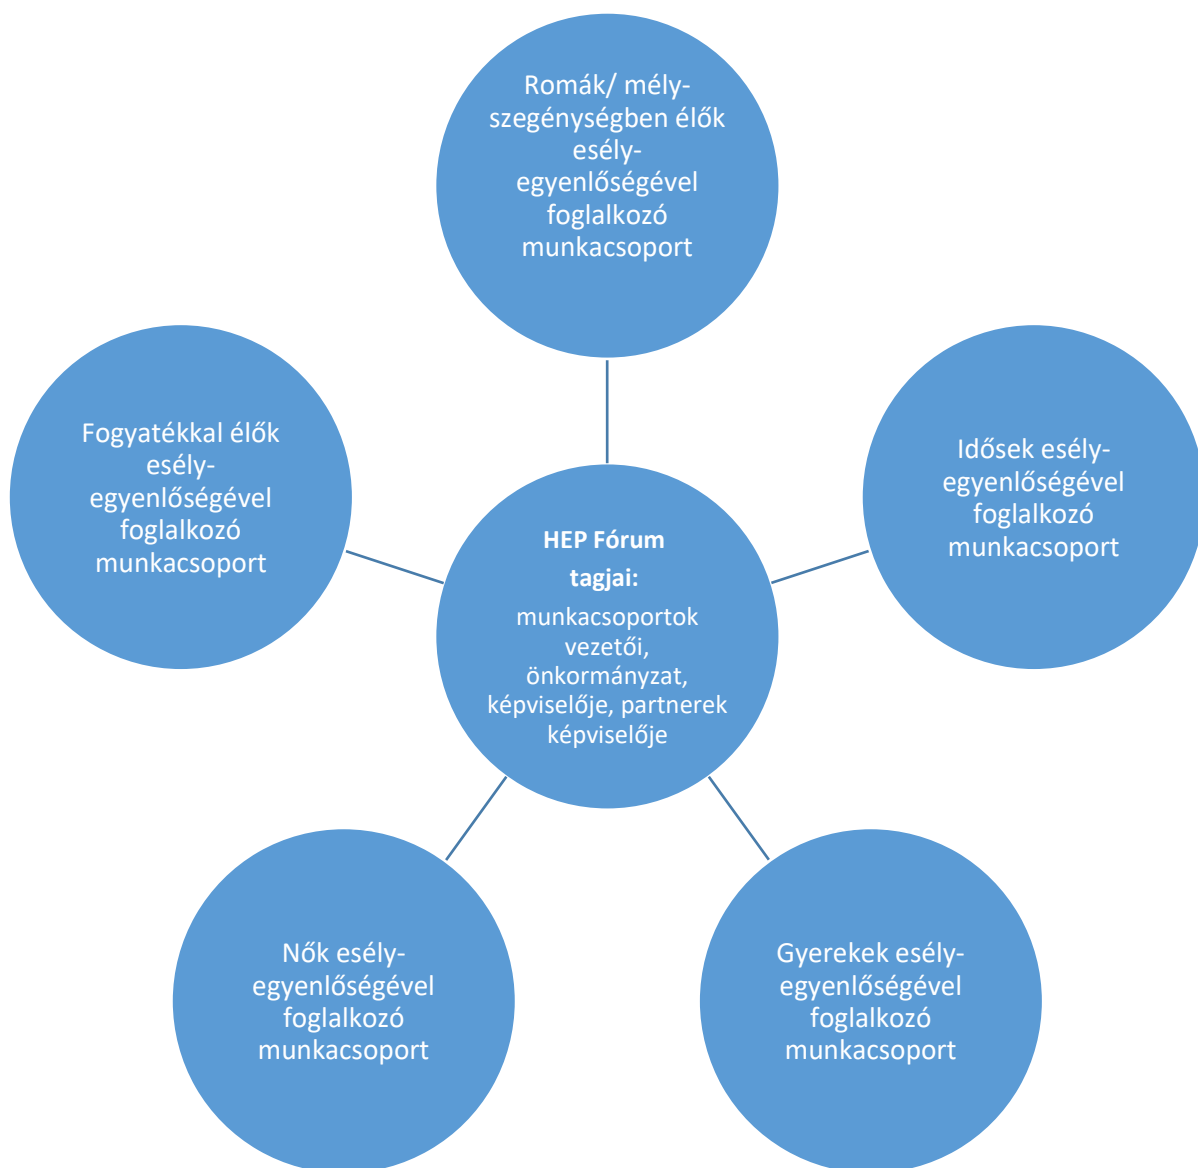 Romák/ mély-
szegénységben élők
esély-
egyenlőségével
foglalkozó
munkacsoport
Fogyatékkal élők
esély-
egyenlőségével
foglalkozó
munkacsoport
Idősek esély-
egyenlőségével
foglalkozó
munkacsoport
HEP Fórum
tagjai:
munkacsoportok
vezetői,
önkormányzat,
képviselője, partnerek
képviselője
Nők esély-
egyenlőségével
foglalkozó
munkacsoport
Gyerekek esély-
egyenlőségével
foglalkozó
munkacsoport